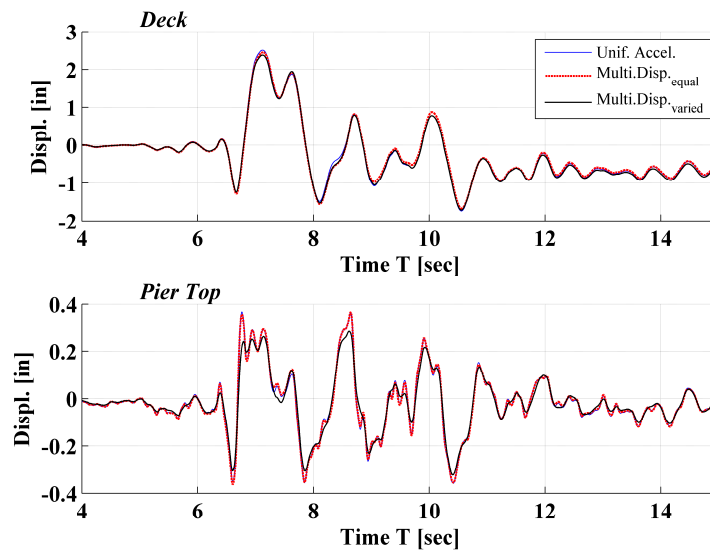 Deck
3
2
1
0
-1
-2
Displ. [in]
Unif. Accel.
Multi.Disp.equal
Multi.Disp.varied
4 6 8 10 12 14
Time T [sec]
Pier Top
0.4
0.2
0
-0.2
-0.4
Displ. [in]
4 6 8 10 12 14
Time T [sec]